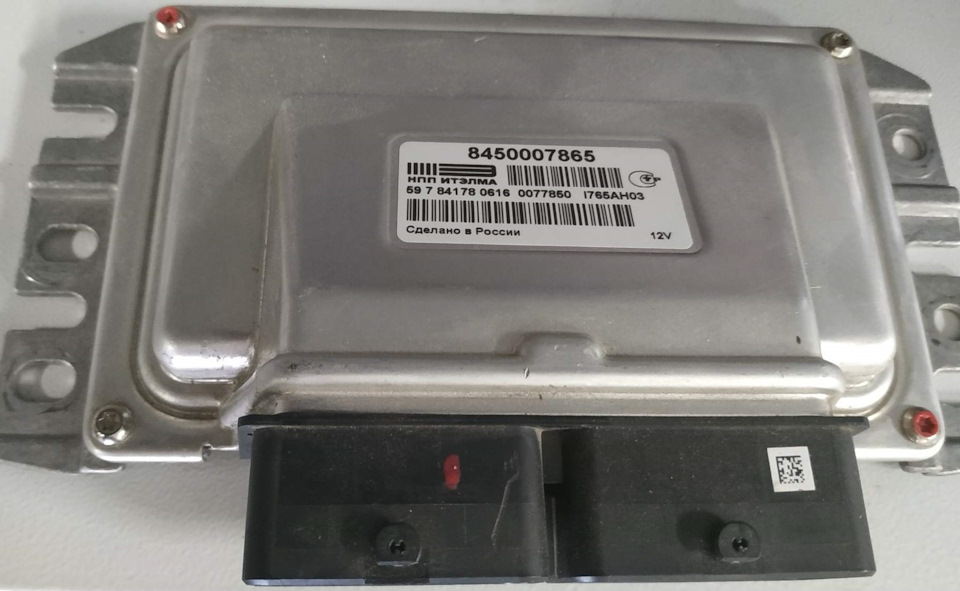 8450007865
НПП ИТЭЛМА
59 7 84178 0616 0077850 I765AH03
Сделано в России 12V